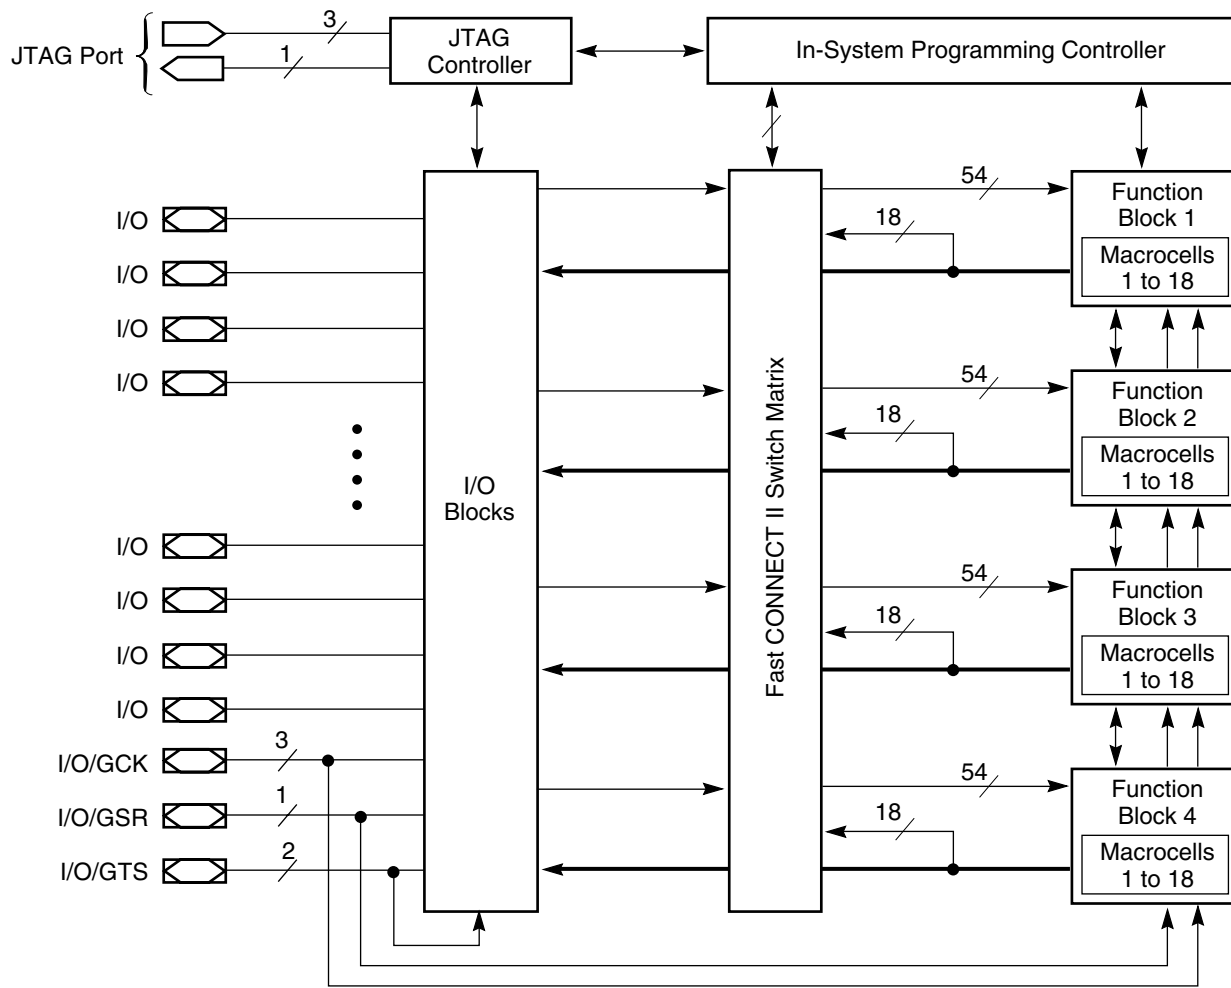 JTAG Port
3
1
JTAG
Controller
In-System Programming Controller
I/O
I/O
I/O
I/O
I/O
I/O
I/O
I/O
I/O/GCK
3
I/O/GSR
1
I/O/GTS
2
I/O
Blocks
Fast CONNECT II Switch Matrix
54
18
Function
Block 1
Macrocells
1 to 18
54
18
Function
Block 2
Macrocells
1 to 18
54
18
Function
Block 3
Macrocells
1 to 18
54
18
Function
Block 4
Macrocells
1 to 18